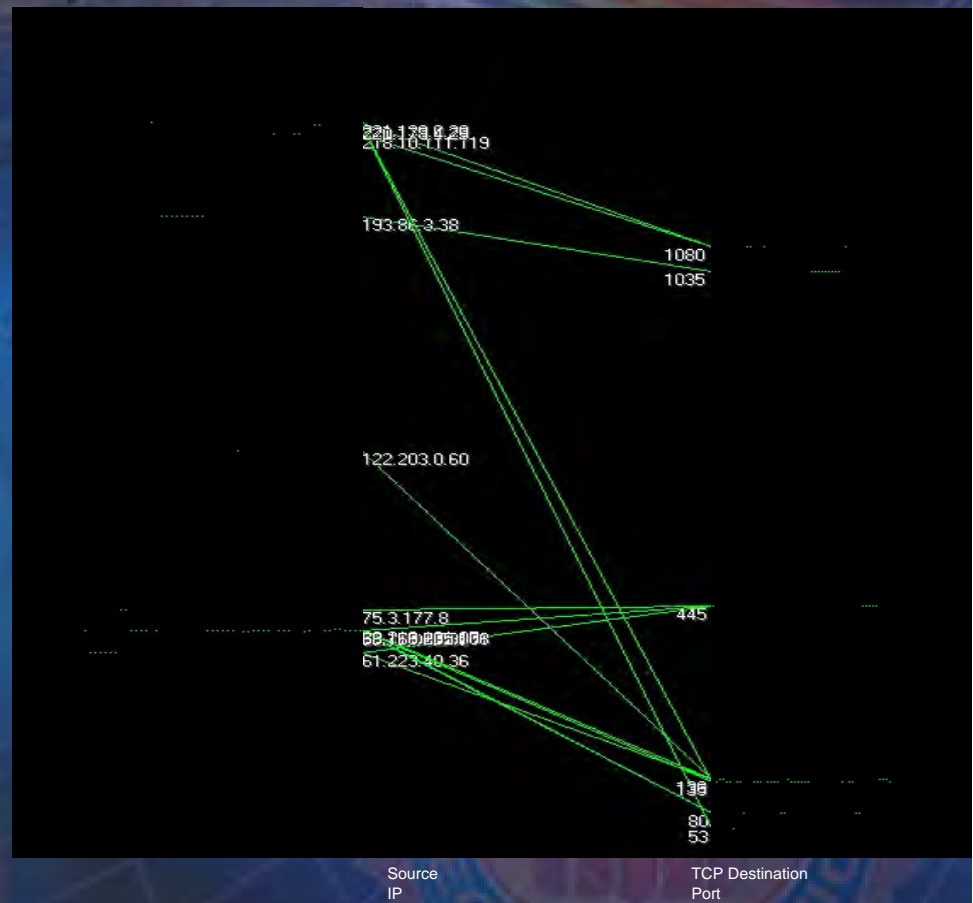 218.10.111.119
193.86.3.38
1080
1035
122.203.0.60
75.3.177.8
445
61.223.40.36
80
53
Source
IP
TCP Destination
Port